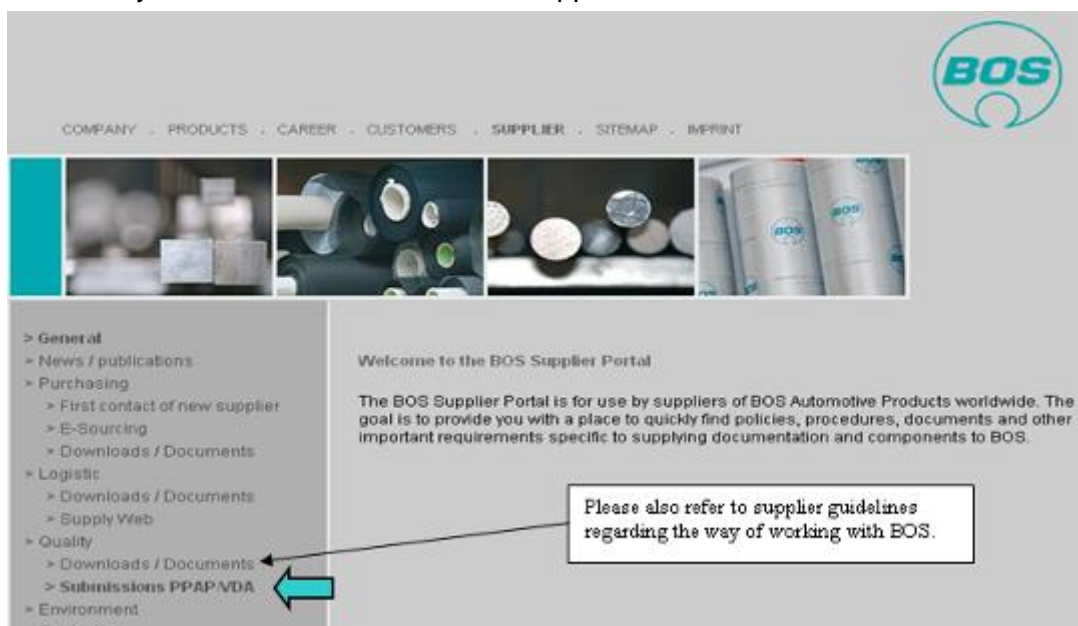 BOS
COMPANY . PRODUCTS . CAREER . CUSTOMERS . SUPPLIER . SITEMAP . IMPRINT
BOS
BOS
> General
> News / publications
> Purchasing
> First contact of new supplier
> E-Sourcing
> Downloads / Documents
> Logistic
> Downloads / Documents
> Supply Web
> Quality
> Downloads / Documents
> Submissions PPAP/VDA
> Environment
Welcome to the BOS Supplier Portal
The BOS Supplier Portal is for use by suppliers of BOS Automotive Products worldwide. The
goal is to provide you with a place to quickly find policies, procedures, documents and other
important requirements specific to supplying documentation and components to BOS.
Please also refer to supplier guidelines
regarding the way of working with BOS.